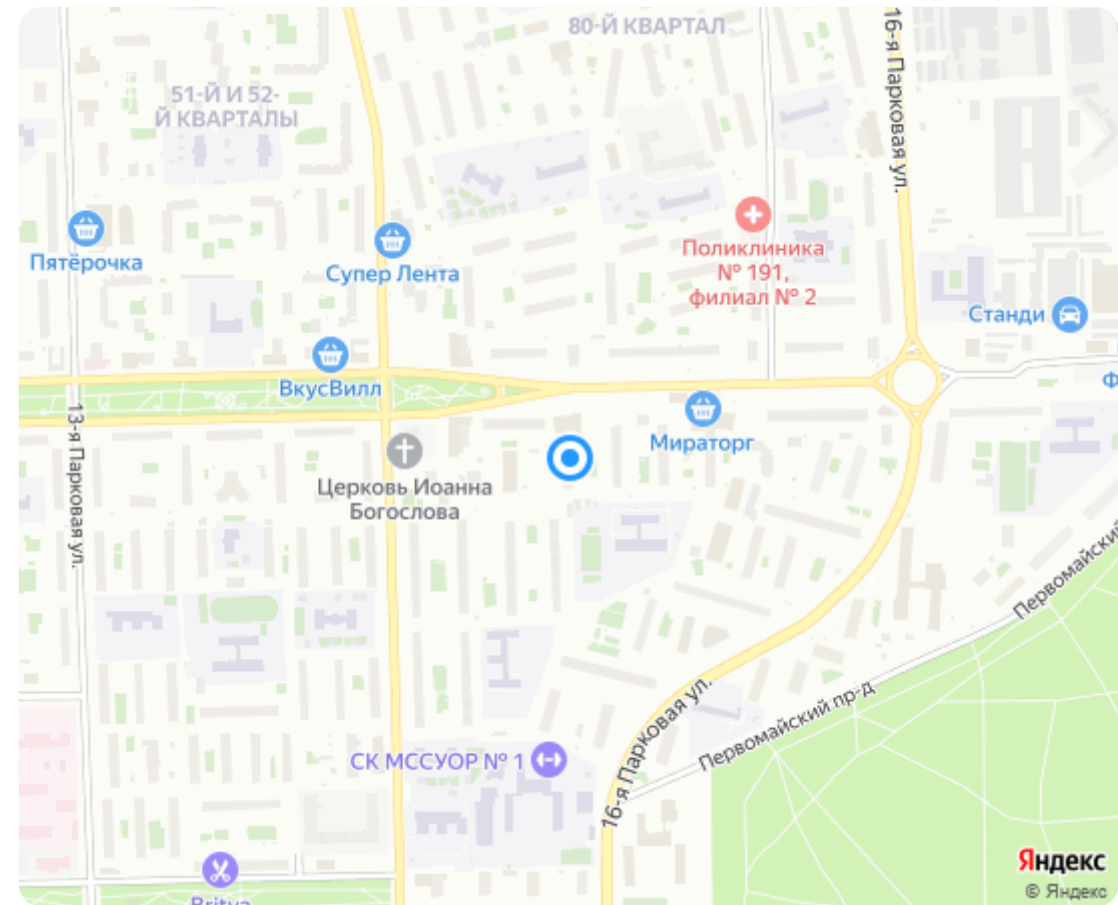 80-Й КВАРТАЛ
16-я Парковая ул.
51-Й И 52-
Й КВАРТАЛЫ
Пятёрочка
Супер Лента
Поликлиника
№ 191,
филиал № 2
Станди
ВкусВилл
Ф
13-я Парковая ул.
Мираторг
Церковь Иоанна
Богослова
Первомайский
16-я Парковая ул.
Первомайский пр-д
СК МССУОР № 1
Britva
Яндекс
© Яндекс